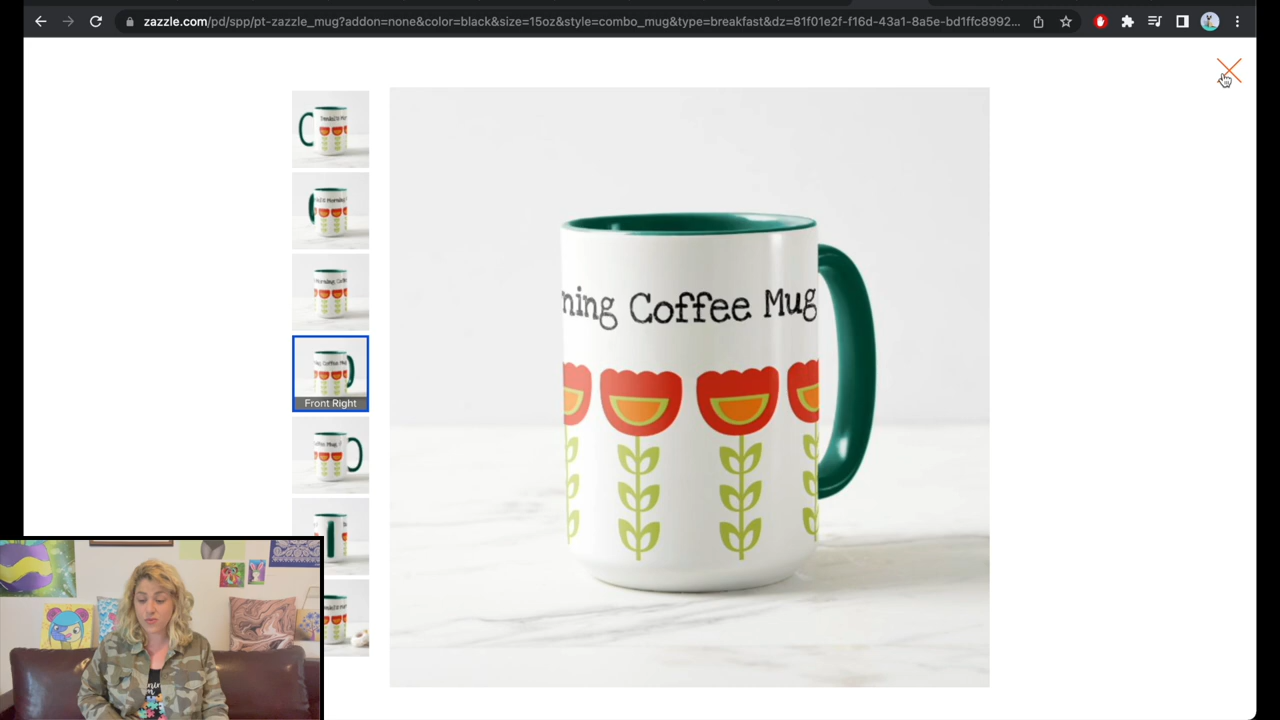 zazzle.com/pd/spp/pt-zazzle_mug?addon=none&color=black&size=15oz&style=combo_mug&type=breakfast&dz=81f01e2f-f16d-43a1-8a5e-bd1ffc8992...
ning Coffee Mug
Front Right